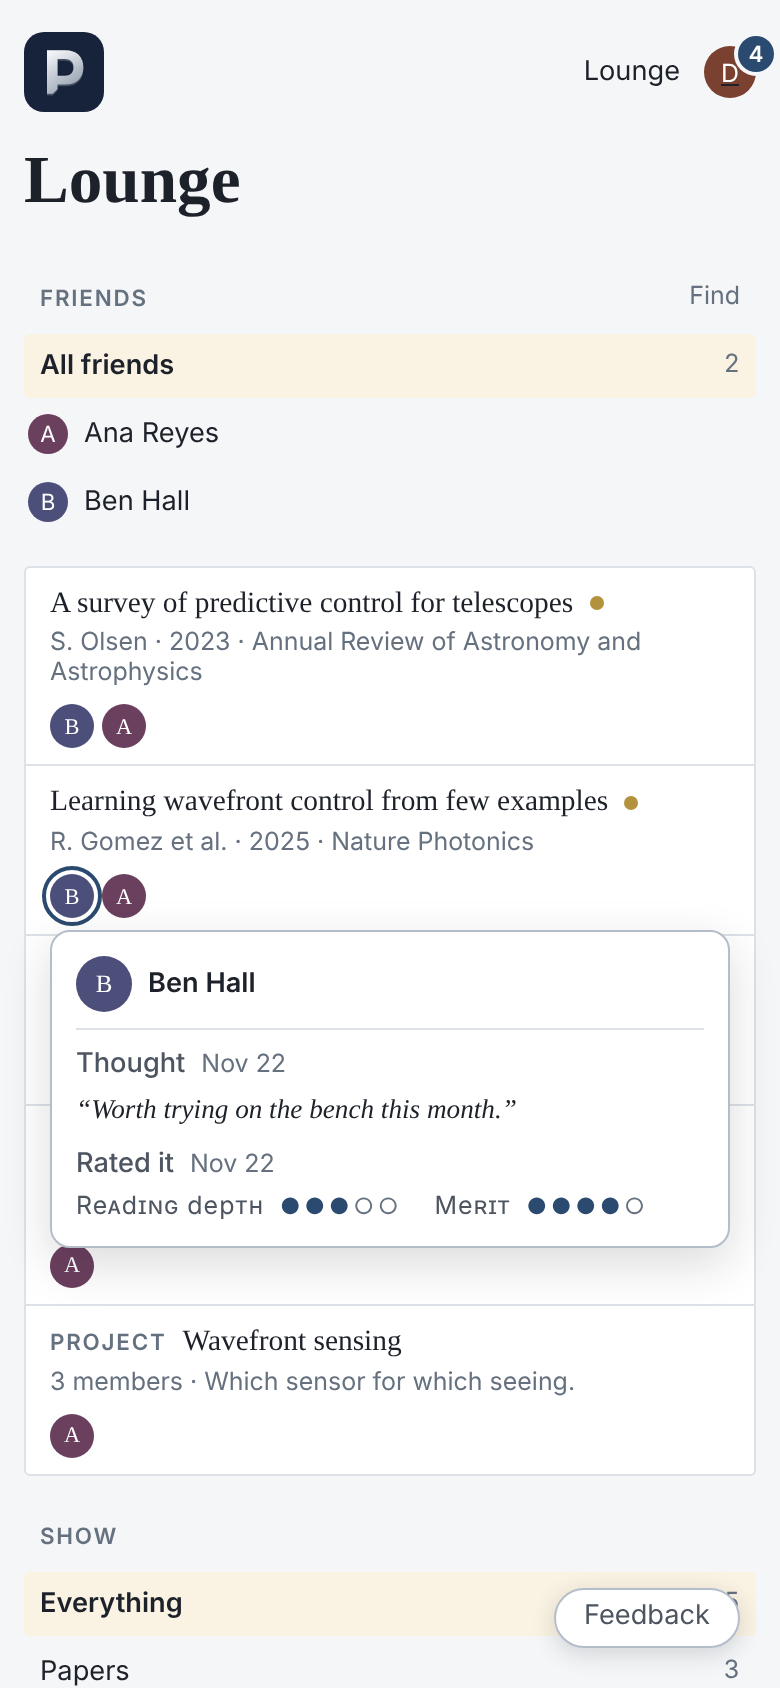 P
Lounge
D
4
Lounge
FRIENDS
Find
All friends
2
A
Ana Reyes
B
Ben Hall
A survey of predictive control for telescopes
S. Olsen · 2023 · Annual Review of Astronomy and
Astrophysics
B
A
Learning wavefront control from few examples
R. Gomez et al. · 2025 · Nature Photonics
B
A
B
Ben Hall
Thought Nov 22
“Worth trying on the bench this month.”
Rated it Nov 22
Reading depth
Merit
A
PROJECT Wavefront sensing
3 members · Which sensor for which seeing.
A
SHOW
Everything
Feedback
Papers
3